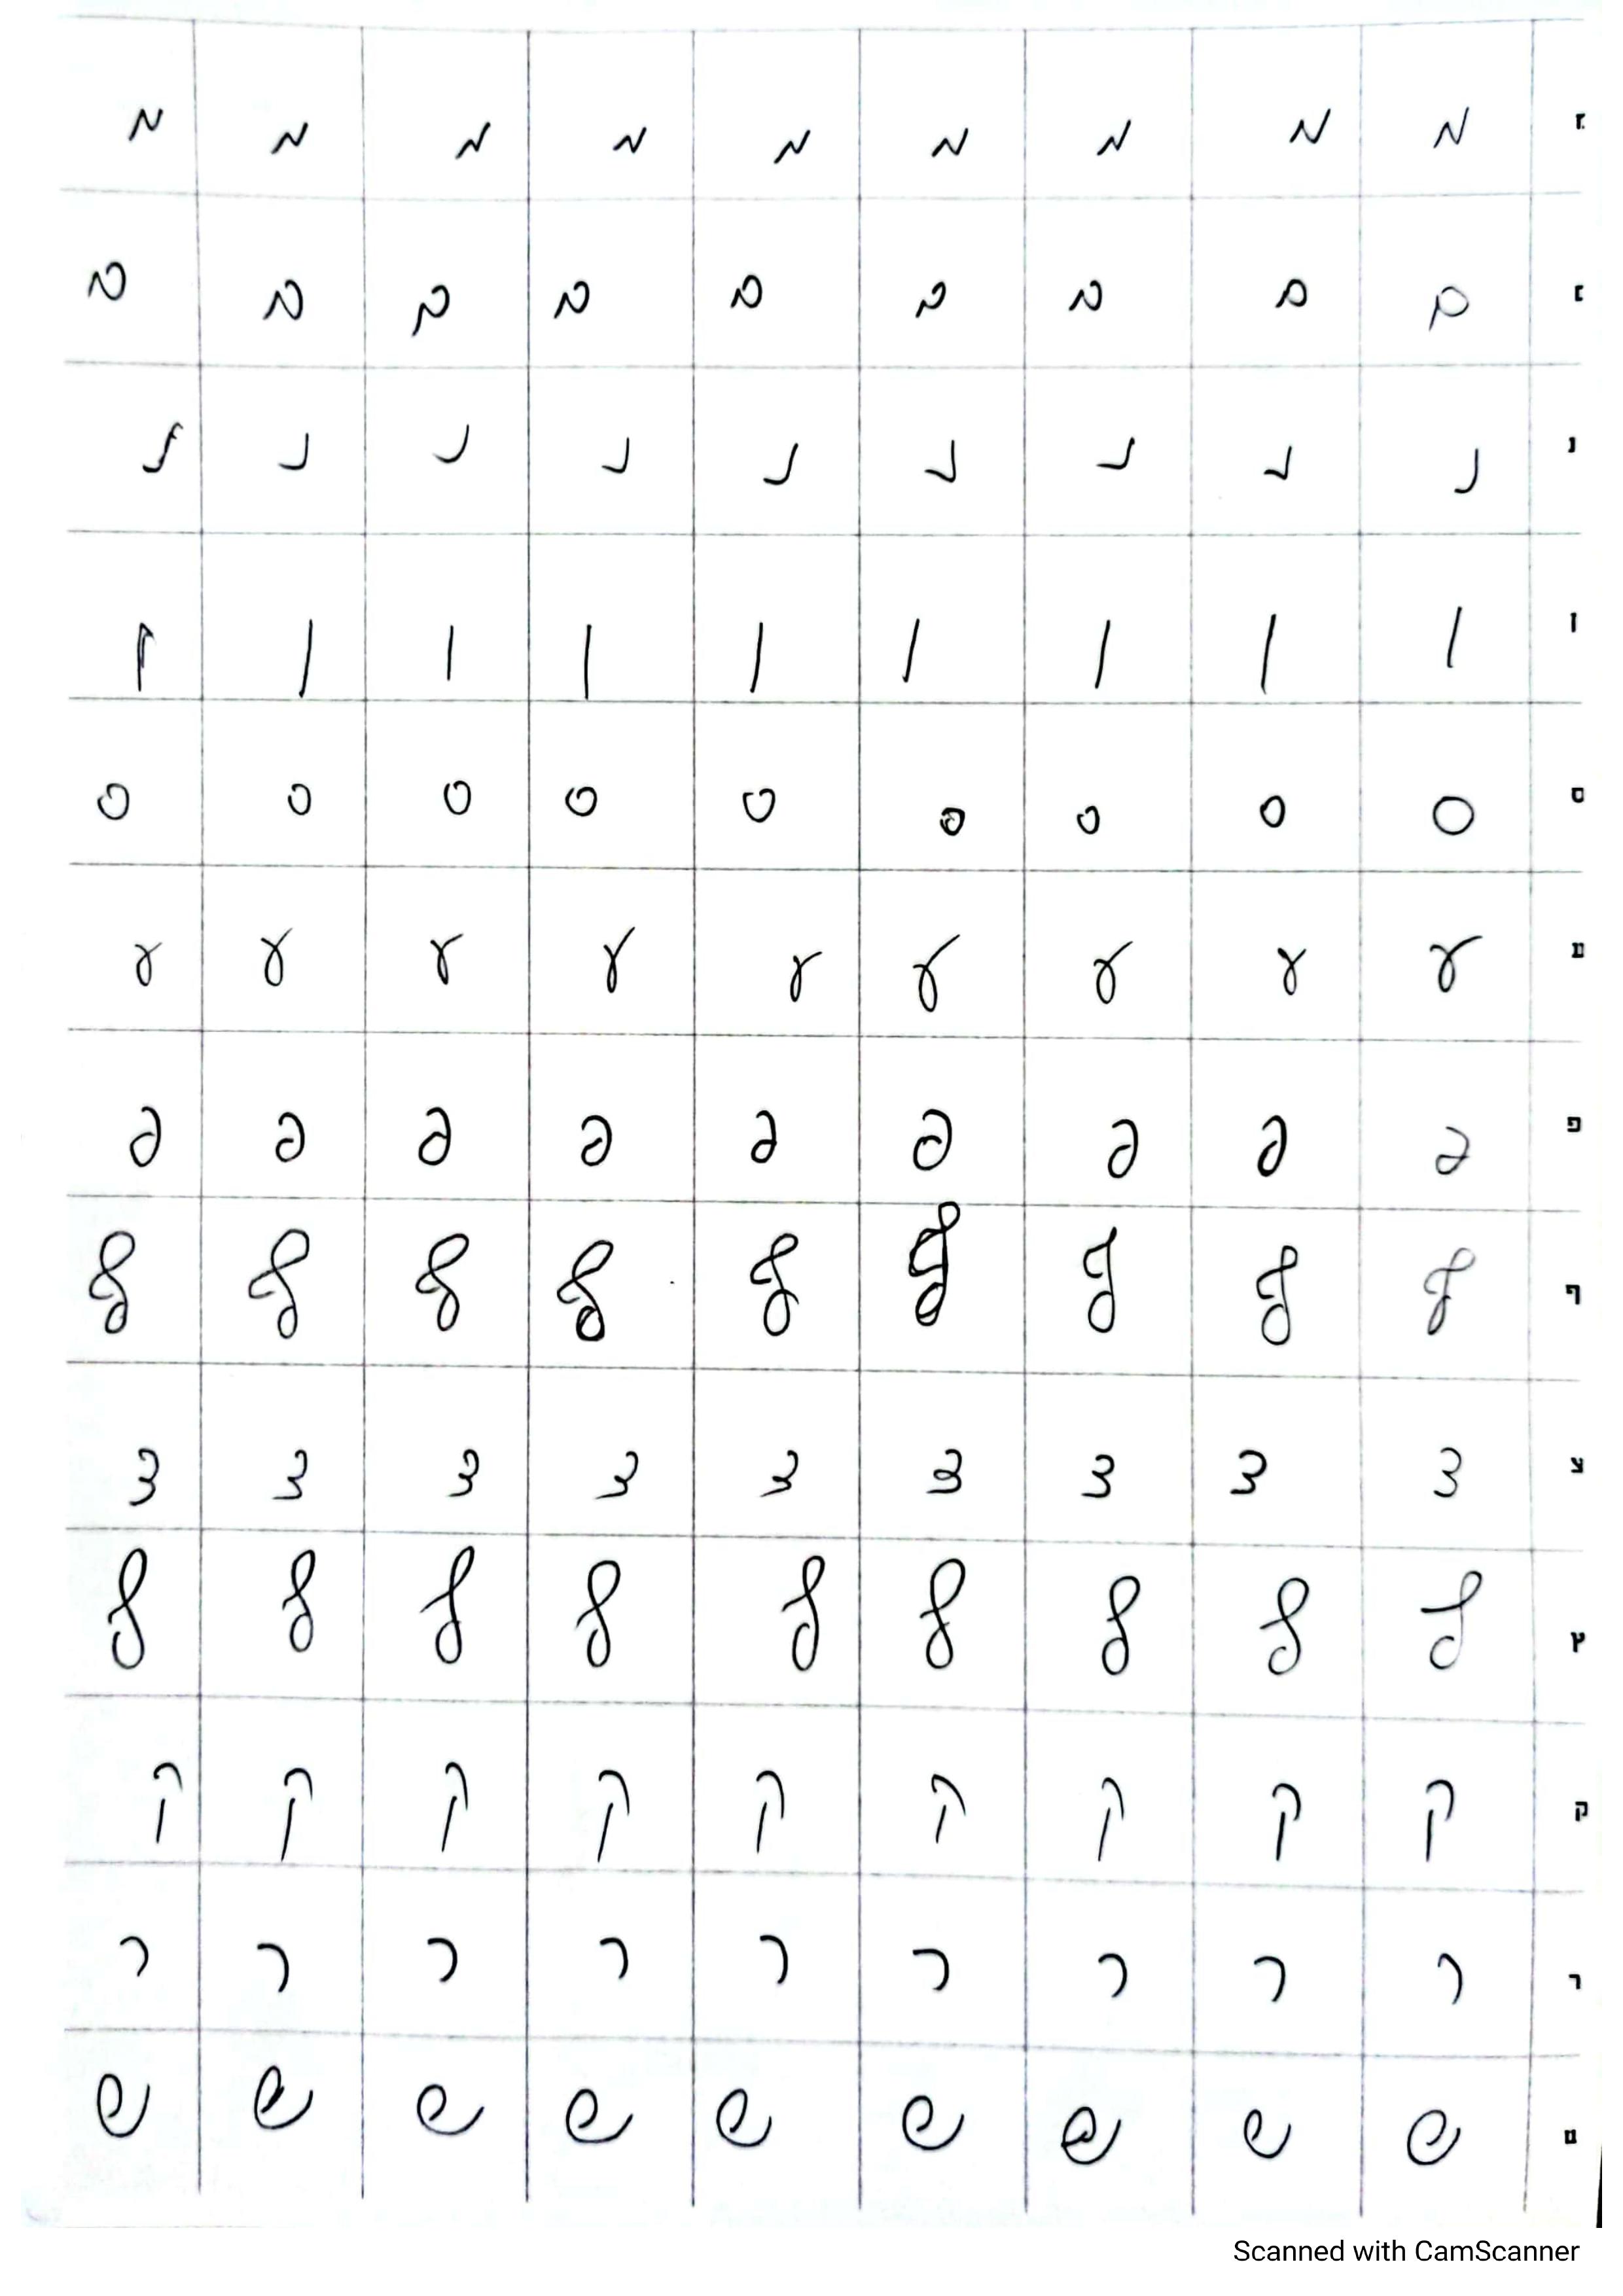 מ מ מ מ מ מ מ מ מ מ
ם ם ם ם ם ם ם ם ם ם
נ נ נ נ נ נ נ נ נ נ
ן ן ן ן ן ן ן ן ן ן
ס ס ס ס ס ס ס ס ס ס
ע ע ע ע ע ע ע ע ע ע
פ פ פ פ פ פ פ פ פ פ
ף ף ף ף ף ף ף ף ף ף
צ צ צ צ צ צ צ צ צ צ
ץ ץ ץ ץ ץ ץ ץ ץ ץ ץ
ק ק ק ק ק ק ק ק ק ק
ר ר ר ר ר ר ר ר ר ר
ש ש ש ש ש ש ש ש ש ש
Scanned with CamScanner